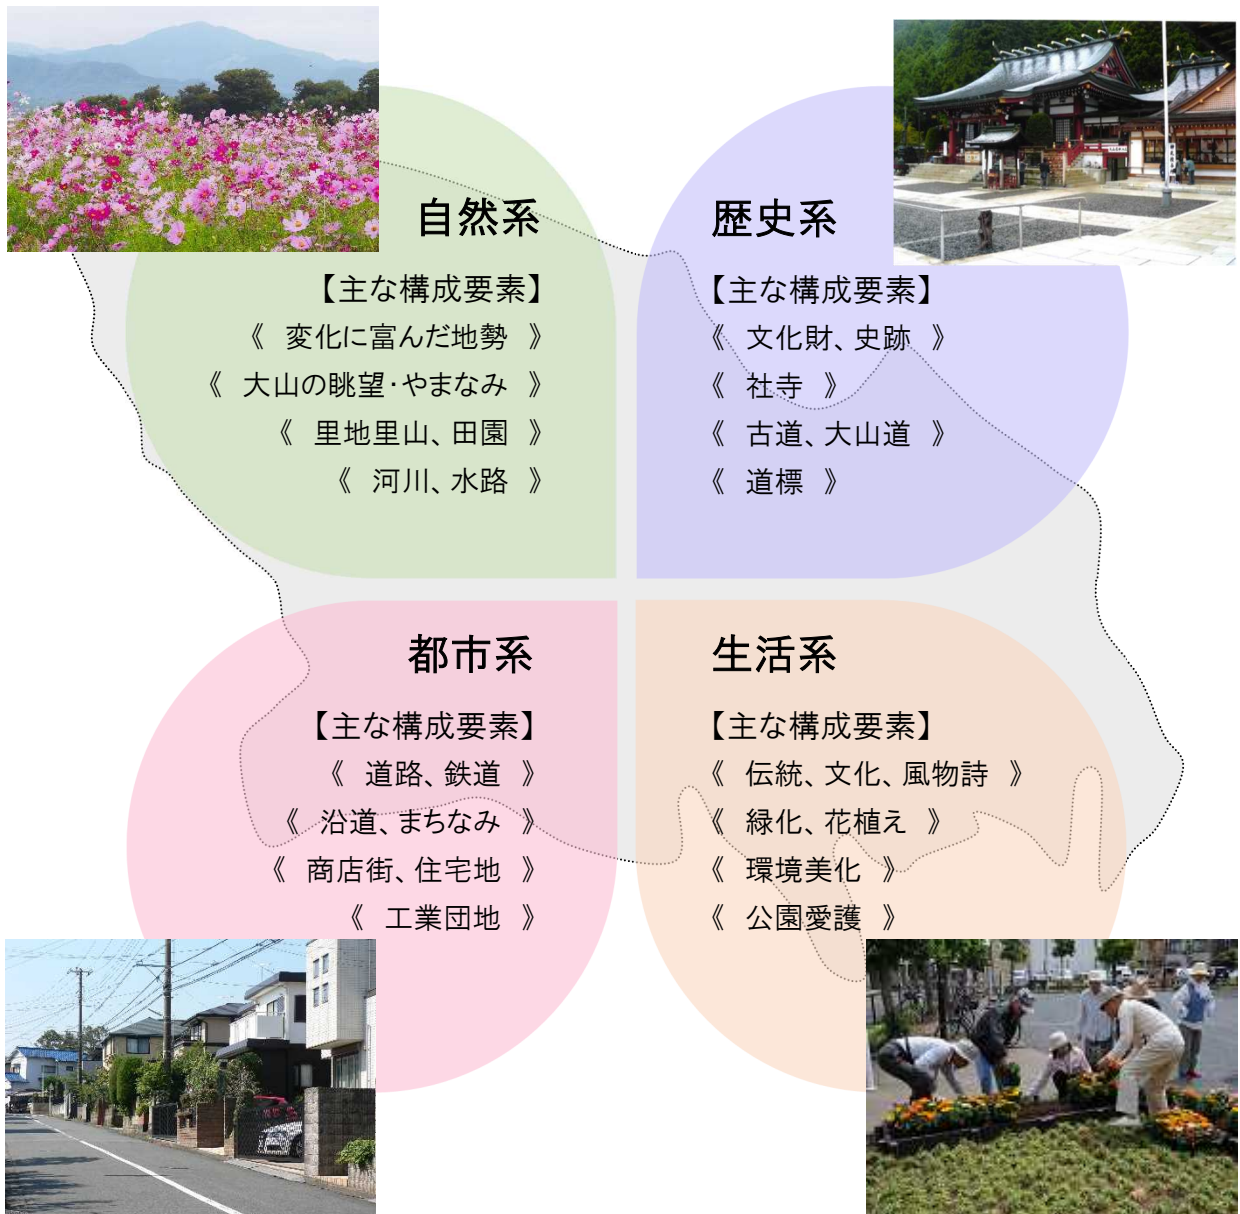 自然系
【主な構成要素】
《 変化に富んだ地勢 》
《 大山の眺望・やまなみ 》
《 里地里山、田園 》
《 河川、水路 》
歴史系
【主な構成要素】
《 文化財、史跡 》
《 社寺 》
《 古道、大山道 》
《 道標 》
都市系
【主な構成要素】
《 道路、鉄道 》
《 沿道、まちなみ 》
《 商店街、住宅地 》
《 工業団地 》
生活系
【主な構成要素】
《 伝統、文化、風物詩 》
《 緑化、花植え 》
《 環境美化 》
《 公園愛護 》